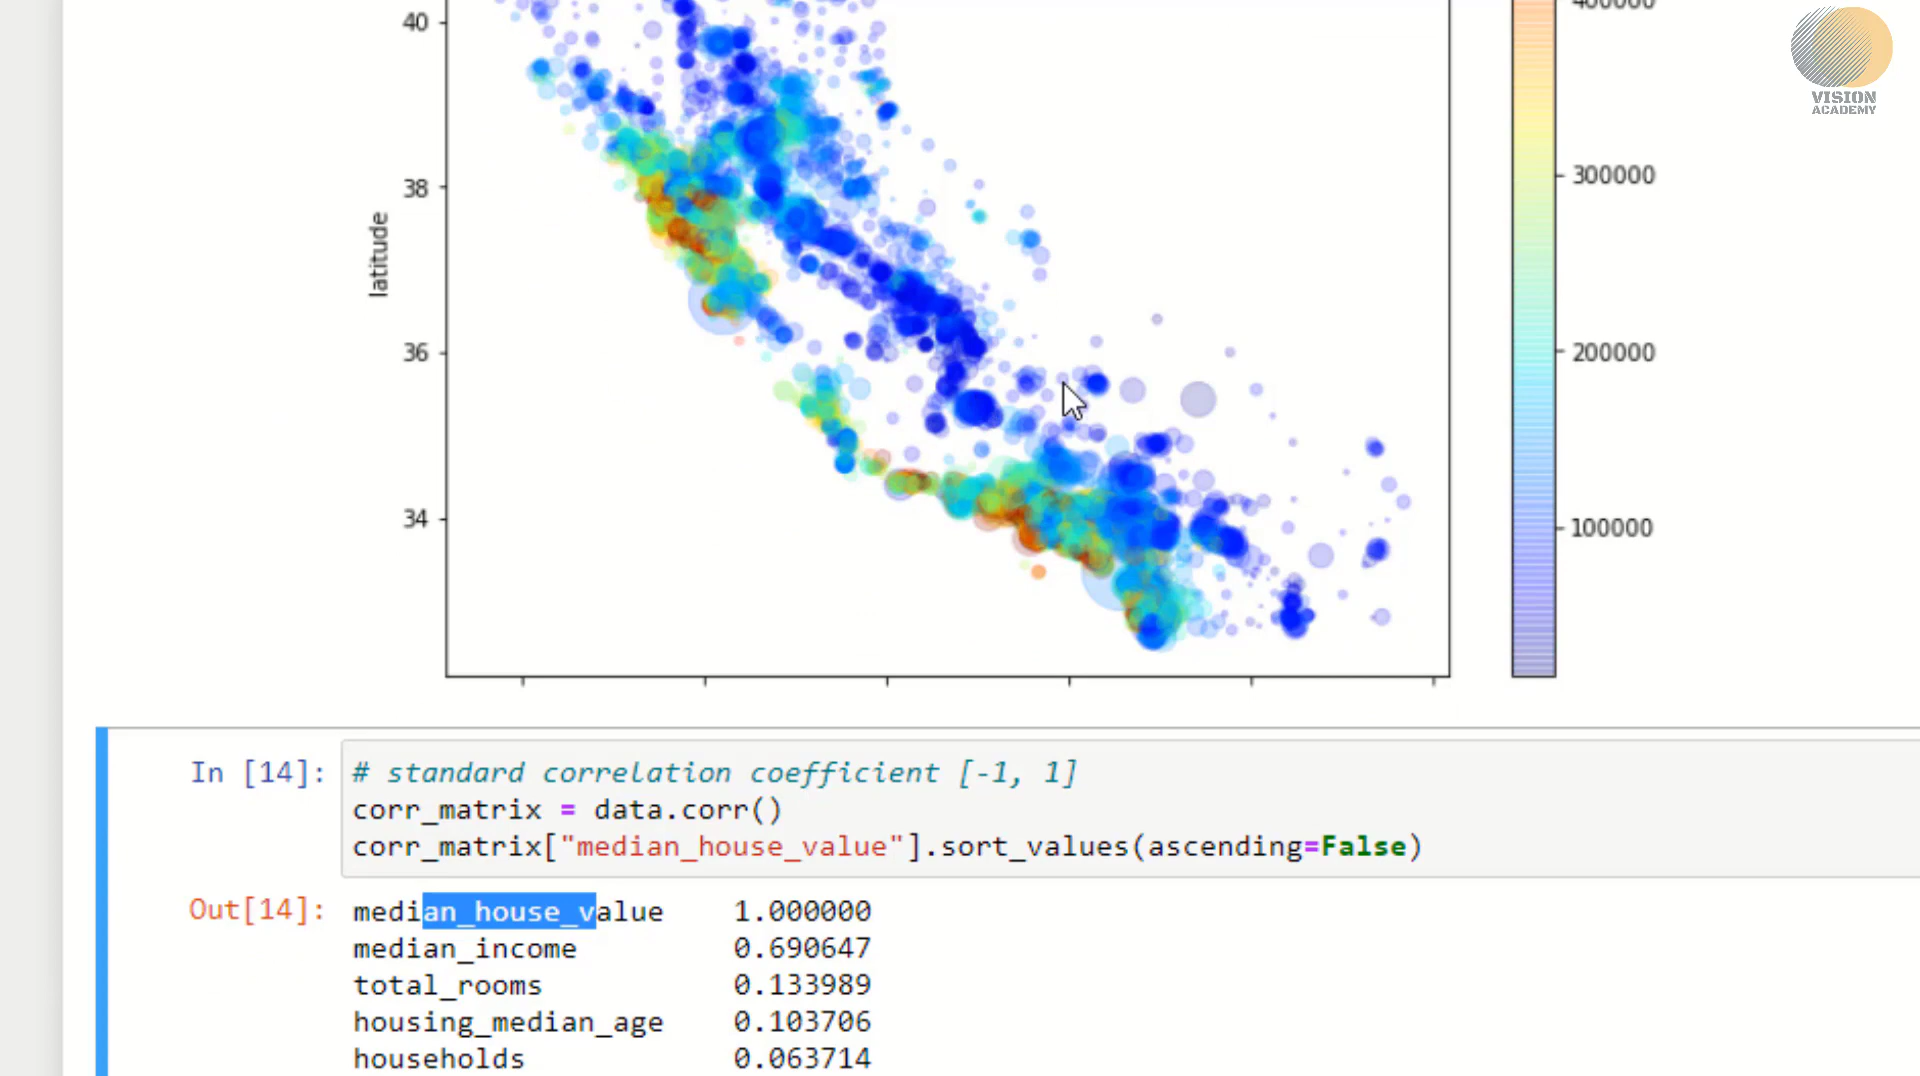 40
400000
VISION
ACADEMY
300000
38
latitude
36
200000
34
100000
In [14]:
# standard correlation coefficient [-1, 1]
corr_matrix = data.corr()
corr_matrix["median_house_value"].sort_values(ascending=False)
Out[14]:
median_house_value 1.000000
median_income 0.690647
total_rooms 0.133989
housing_median_age 0.103706
households 0.063714